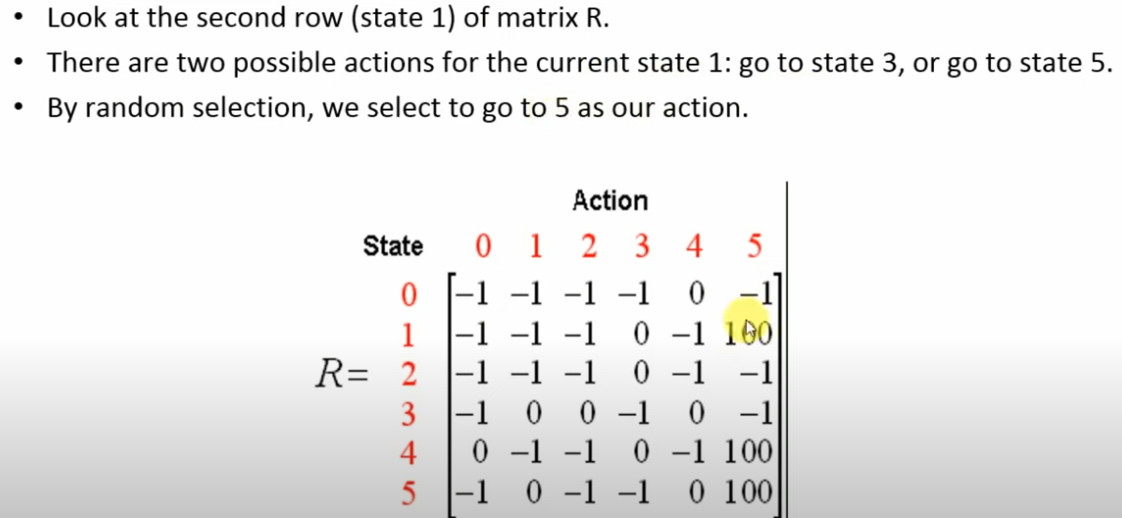 • Look at the second row (state 1) of matrix R.
• There are two possible actions for the current state 1: go to state 3, or go to state 5.
• By random selection, we select to go to 5 as our action.
Action
State 0 1 2 3 4 5
0 −1 −1 −1 −1 0 −1
1 −1 −1 −1 0 −1 100
R= 2 −1 −1 −1 0 −1 −1
3 −1 0 0 −1 0 −1
4 0 −1 −1 0 −1 100
5 −1 0 −1 −1 0 100